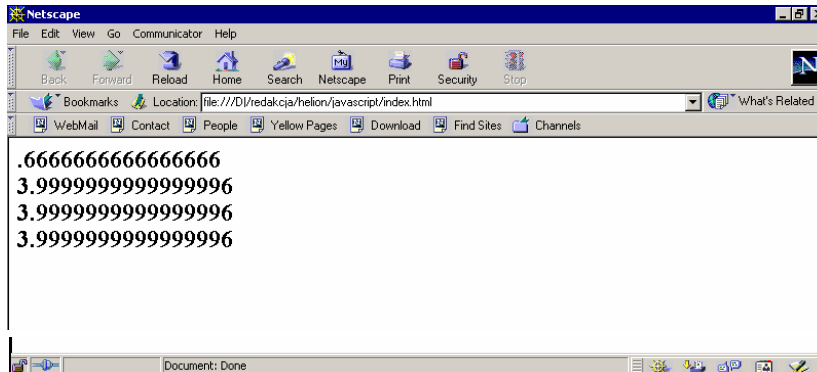 Netscape
File Edit View Go Communicator Help
My
Back Forward Reload Home Search Netscape Print Security Stop
N
Bookmarks Location: file:///D|/redakcja/helion/javascript/index.html What's Related
WebMail Contact People Yellow Pages Download Find Sites Channels
.6666666666666666
3.9999999999999996
3.9999999999999996
3.9999999999999996
Document: Done